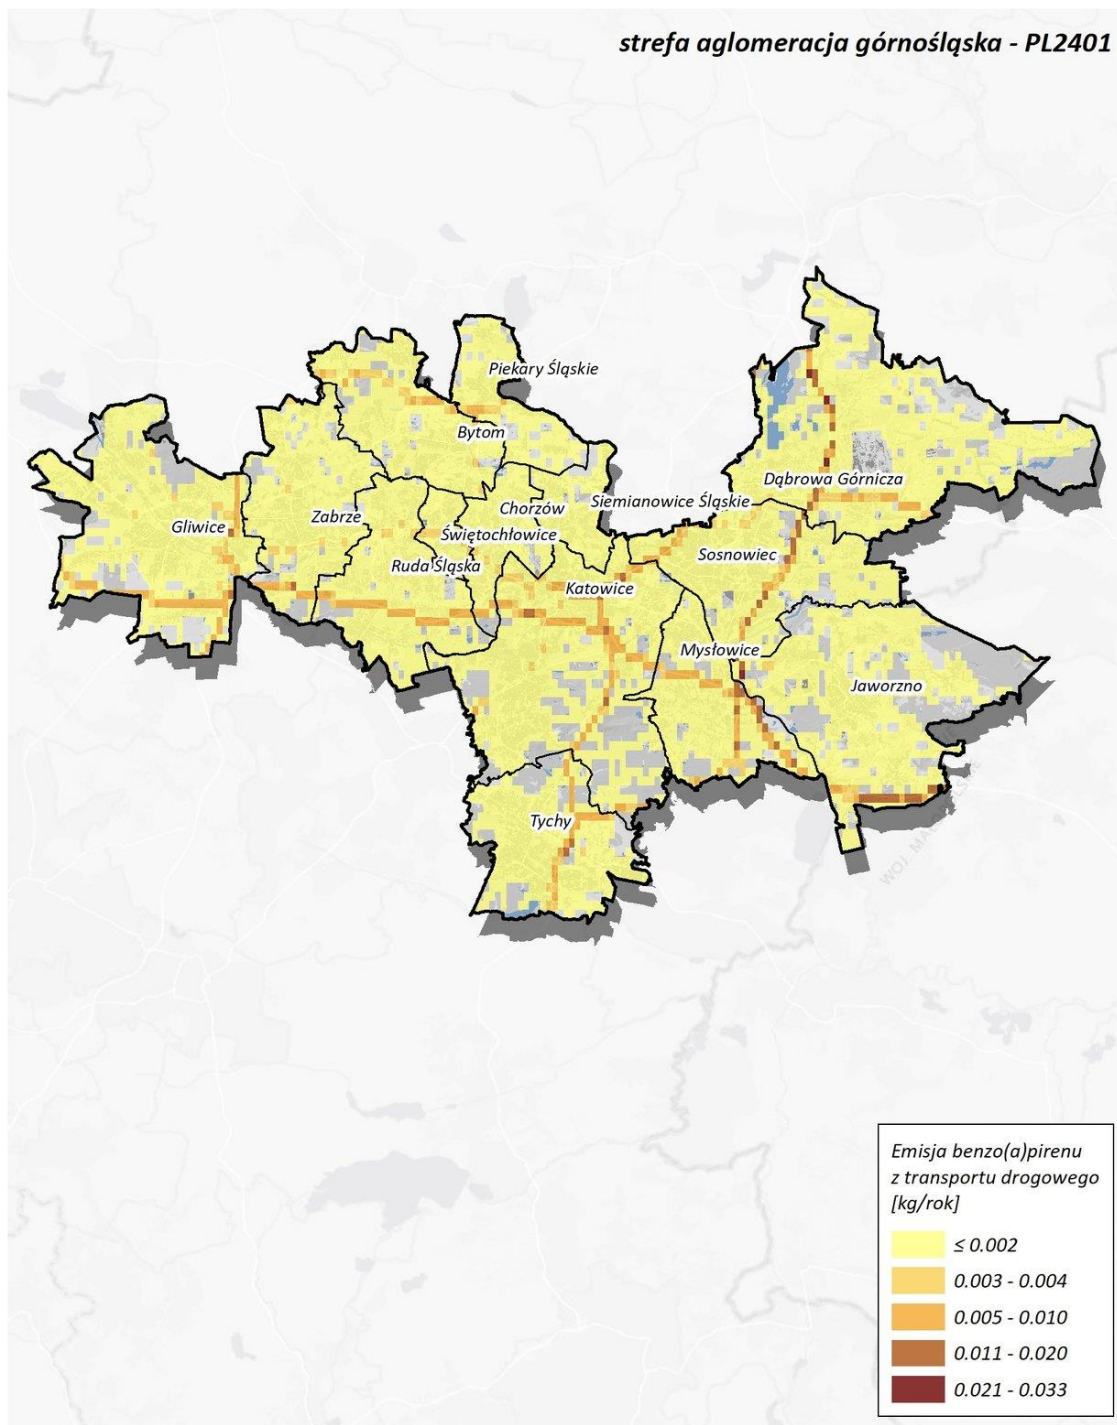 strefa aglomeracja górnośląska - PL2401
Piekary Śląskie
Bytom
Dąbrowa Górnicza
Siemianowice Śląskie
Chorzów
Zabrze
Gliwice
Świętochłowice
Sosnowiec
Ruda Śląska
Katowice
Mysłowice
Jaworzno
Tychy
Emisja benzo(a)pirenu
z transportu drogowego
[kg/rok]
≤ 0.002
0.003 - 0.004
0.005 - 0.010
0.011 - 0.020
0.021 - 0.033